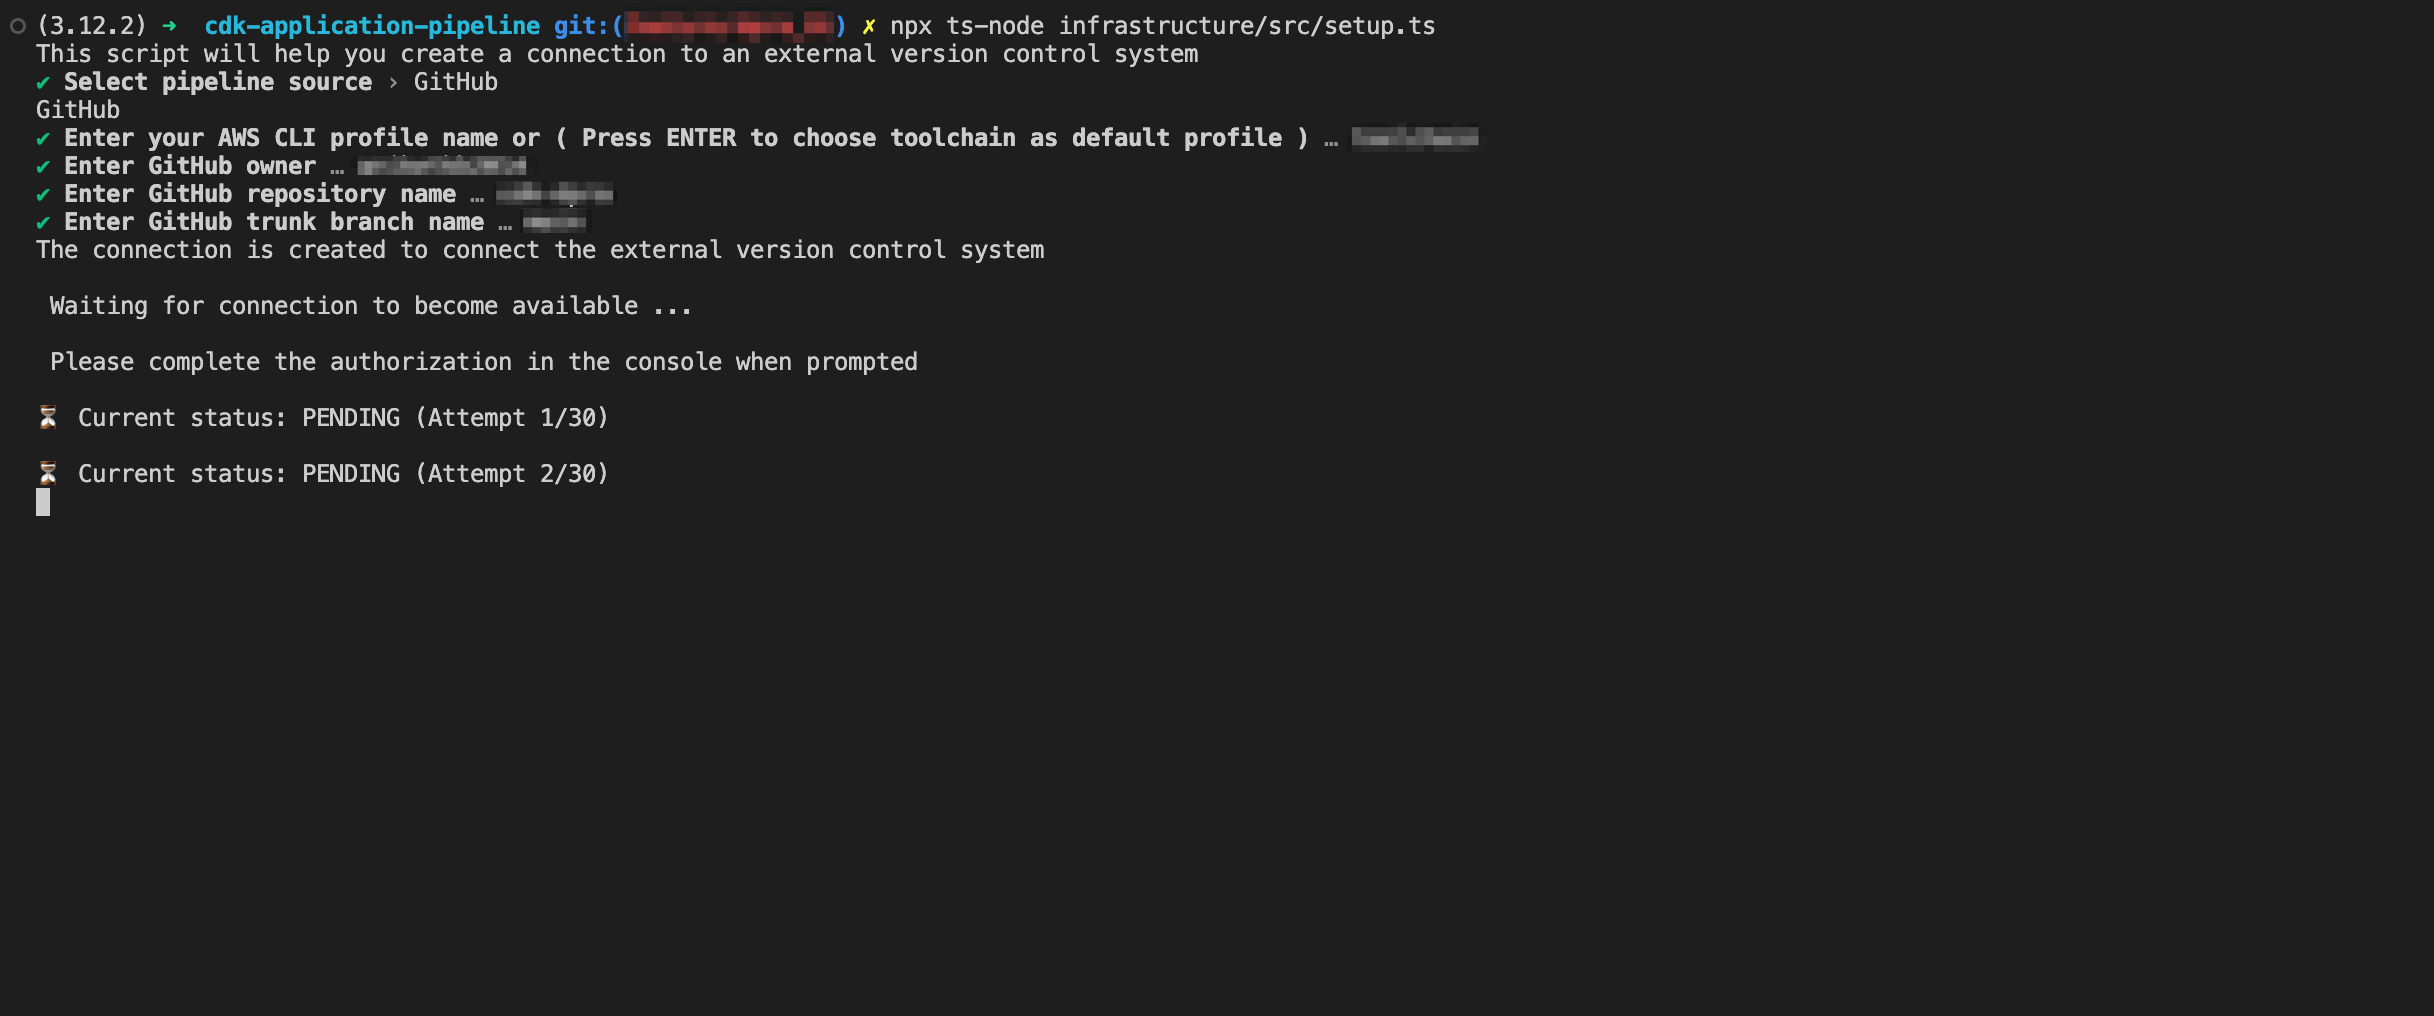 (3.12.2) ➜ cdk-application-pipeline git:( ) ✗ npx ts-node infrastructure/src/setup.ts
This script will help you create a connection to an external version control system
✔ Select pipeline source › GitHub
GitHub
✔ Enter your AWS CLI profile name or ( Press ENTER to choose toolchain as default profile ) …
✔ Enter GitHub owner …
✔ Enter GitHub repository name …
✔ Enter GitHub trunk branch name …
The connection is created to connect the external version control system
Waiting for connection to become available ...
Please complete the authorization in the console when prompted
⏳ Current status: PENDING (Attempt 1/30)
⏳ Current status: PENDING (Attempt 2/30)